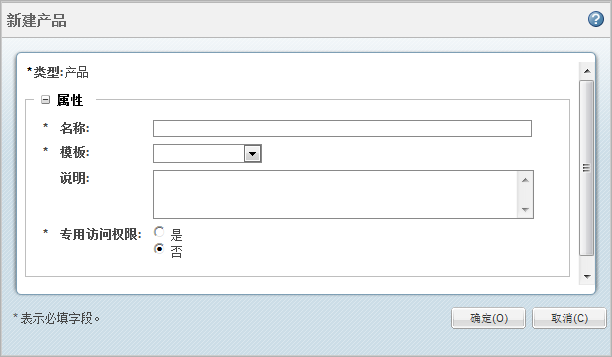 新建产品
*类型:产品
属性
* 名称:
* 模板:
说明:
* 专用访问权限: 是
否
*表示必填字段。 确定(O) 取消(C)